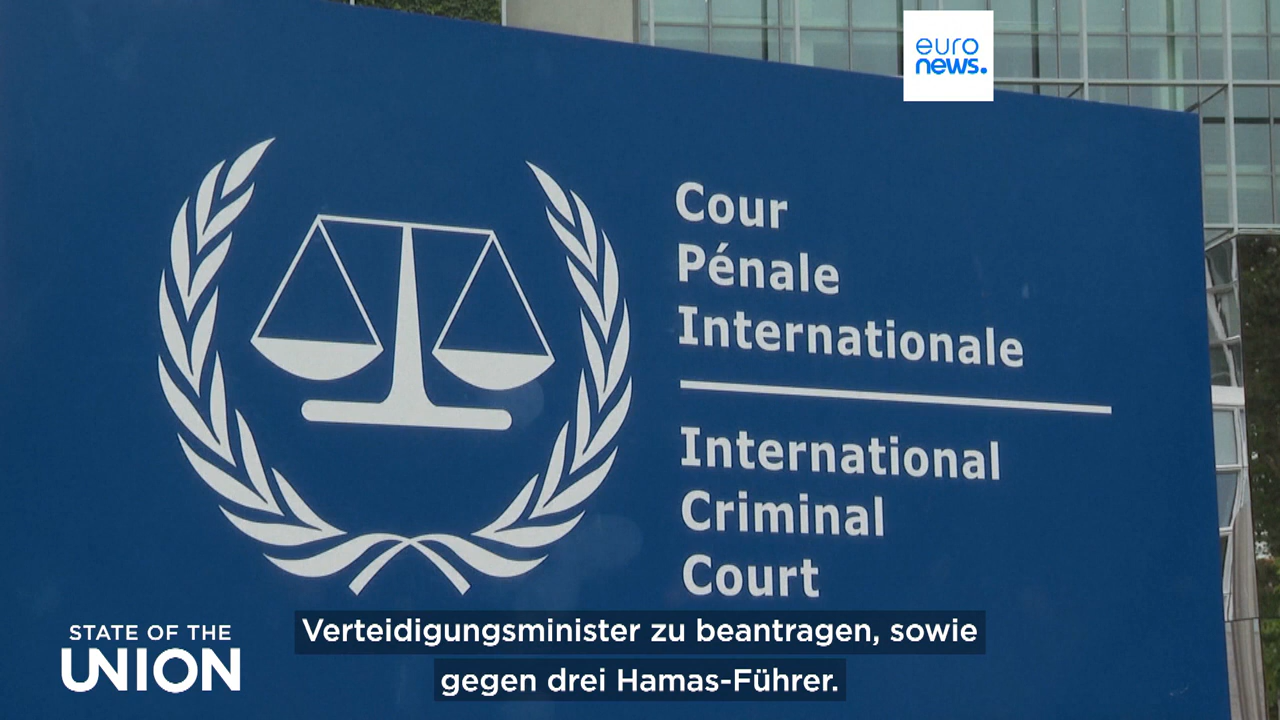 euro
news.
Cour
Pénale
Internationale
International
Criminal
Court
STATE OF THE
UNION
Verteidigungsminister zu beantragen, sowie
gegen drei Hamas-Führer.